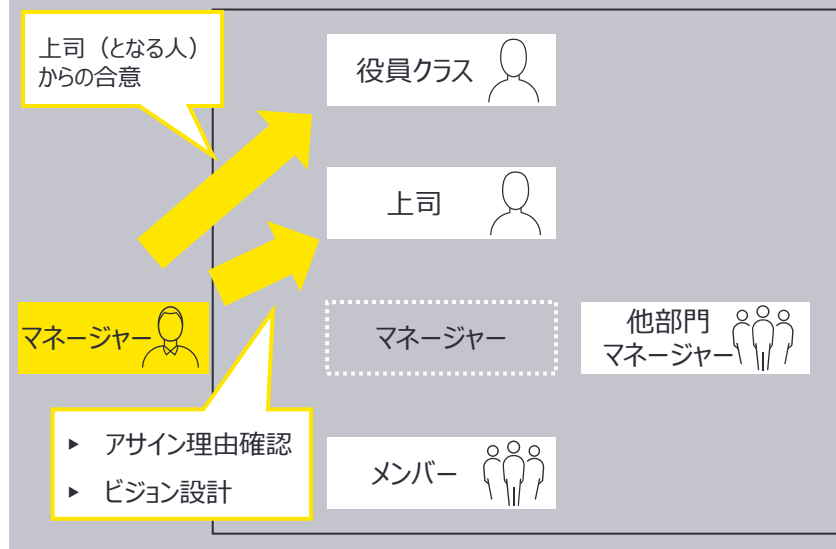 上司（となる人）
からの合意
役員クラス
上司
マネージャー
マネージャー
他部門
マネージャー
アサイン理由確認
ビジョン設計
メンバー